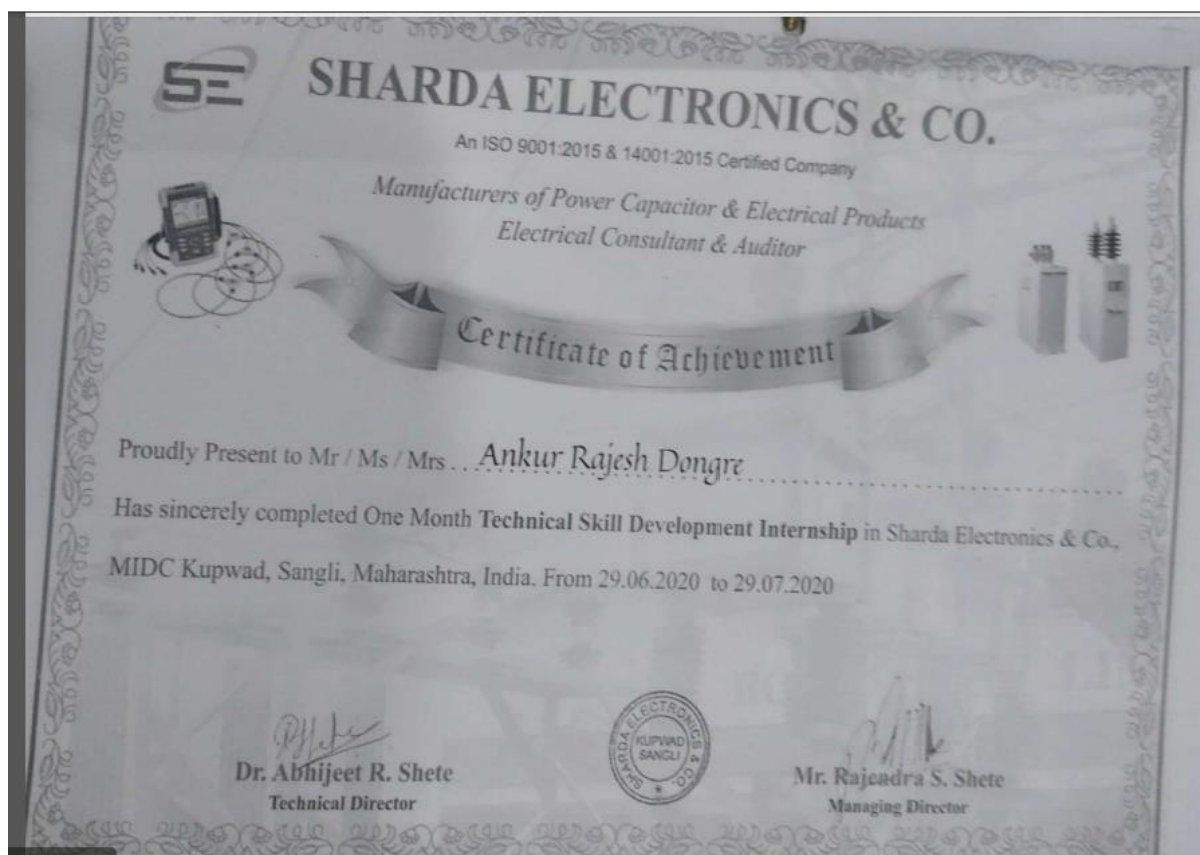 SE
SHARDA ELECTRONICS & CO.
An ISO 9001:2015 & 14001:2015 Certified Company
Manufacturers of Power Capacitor & Electrical Products
Electrical Consultant & Auditor
Certificate of Achievement
Proudly Present to Mr / Ms / Mrs . . Ankur Rajesh Dongre
Has sincerely completed One Month Technical Skill Development Internship in Sharda Electronics & Co.,
MIDC Kupwad, Sangli, Maharashtra, India. From 29.06.2020 to 29.07.2020
Dr. Abhijeet R. Shete
Technical Director
SHARDA ELECTRONICS & CO.
KUPWAD
SANGLI
Mr. Rajendra S. Shete
Managing Director